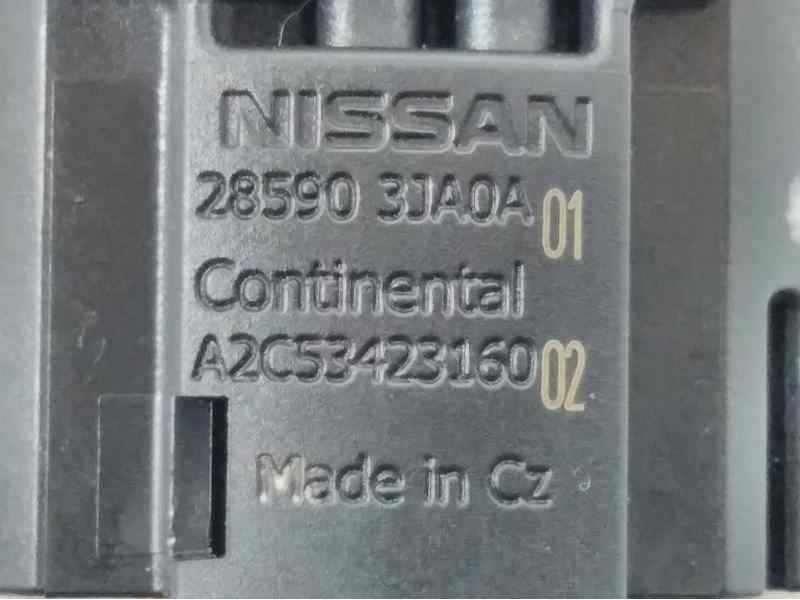 NISSAN
28590 3JA0A 01
Continental
A2C53423160 02
Made in Cz